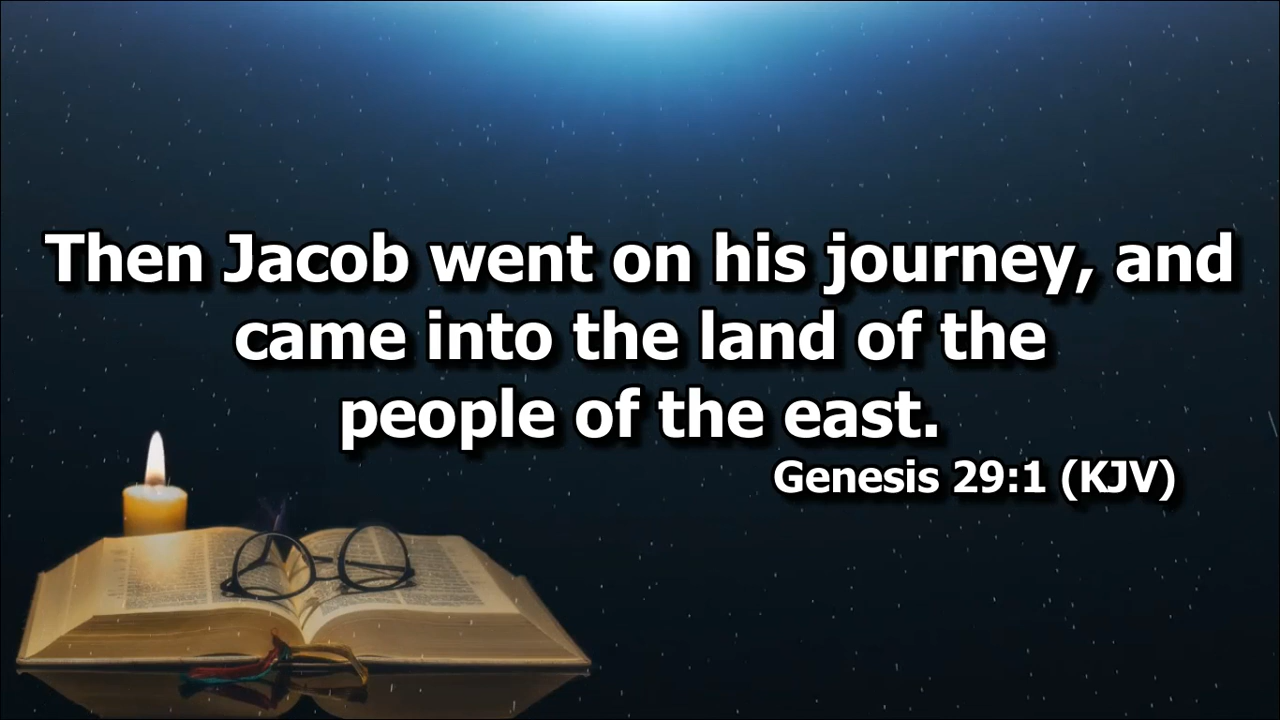 Then Jacob went on his journey, and
came into the land of the
people of the east.
Genesis 29:1 (KJV)